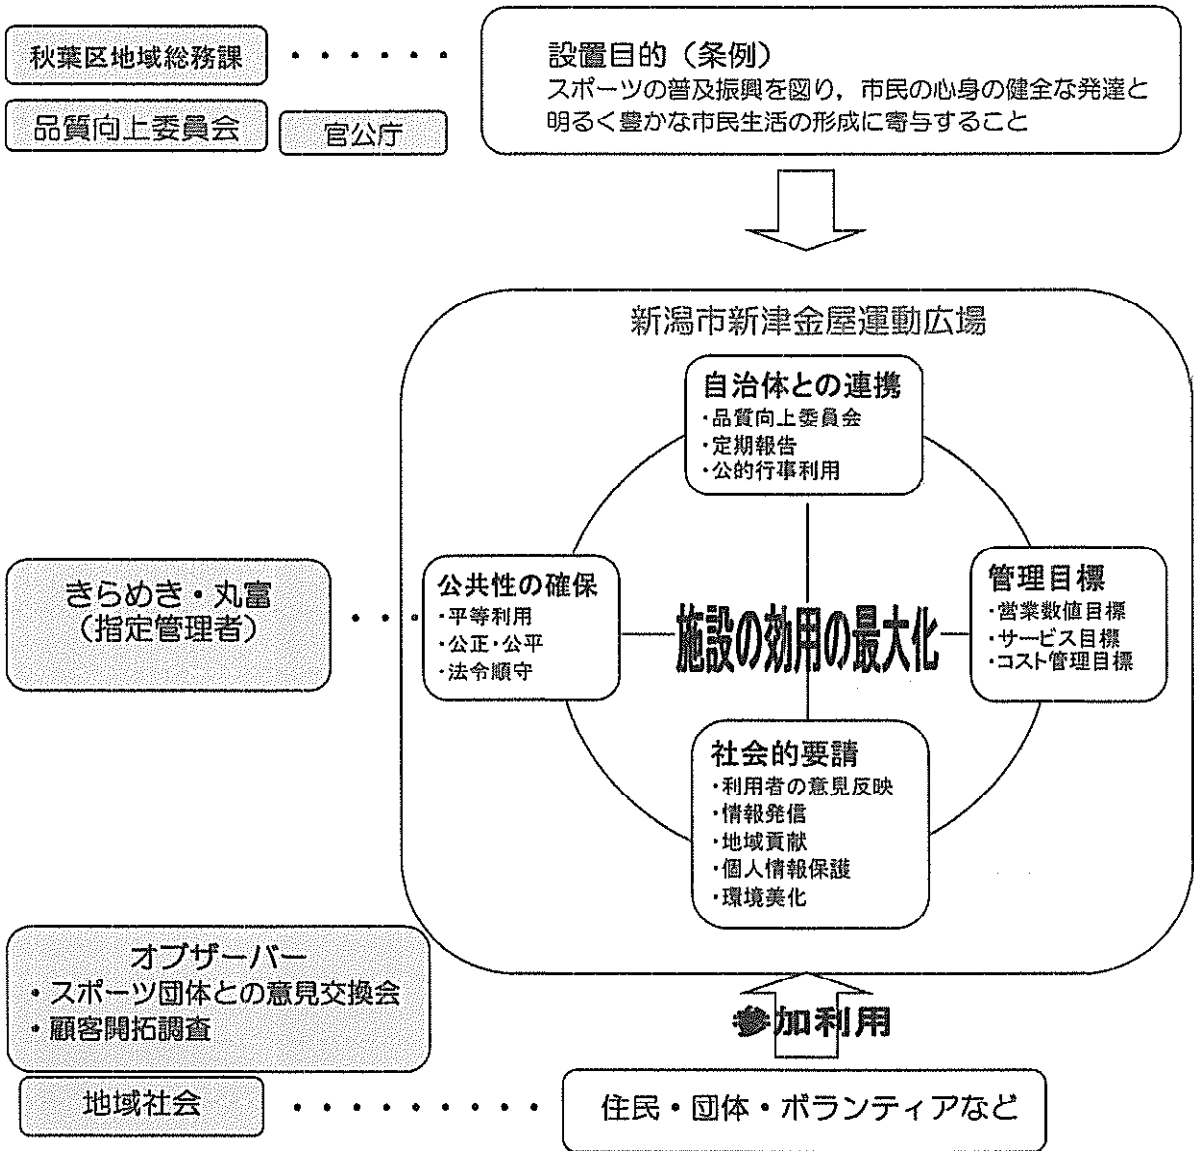 秋葉区地域総務課
・・・・・・
設置目的（条例）
スポーツの普及振興を図り，市民の心身の健全な発達と
明るく豊かな市民生活の形成に寄与すること
品質向上委員会
官公庁
新潟市新津金屋運動広場
自治体との連携
・品質向上委員会
・定期報告
・公的行事利用
きらめき・丸富
（指定管理者）
・・・
公共性の確保
・平等利用
・公正・公平
・法令順守
施設の効用の最大化
管理目標
・営業数値目標
・サービス目標
・コスト管理目標
社会的要請
・利用者の意見反映
・情報発信
・地域貢献
・個人情報保護
・環境美化
オブザーバー
・スポーツ団体との意見交換会
・顧客開拓調査
参加利用
地域社会
・・・・・・・・・
住民・団体・ボランティアなど